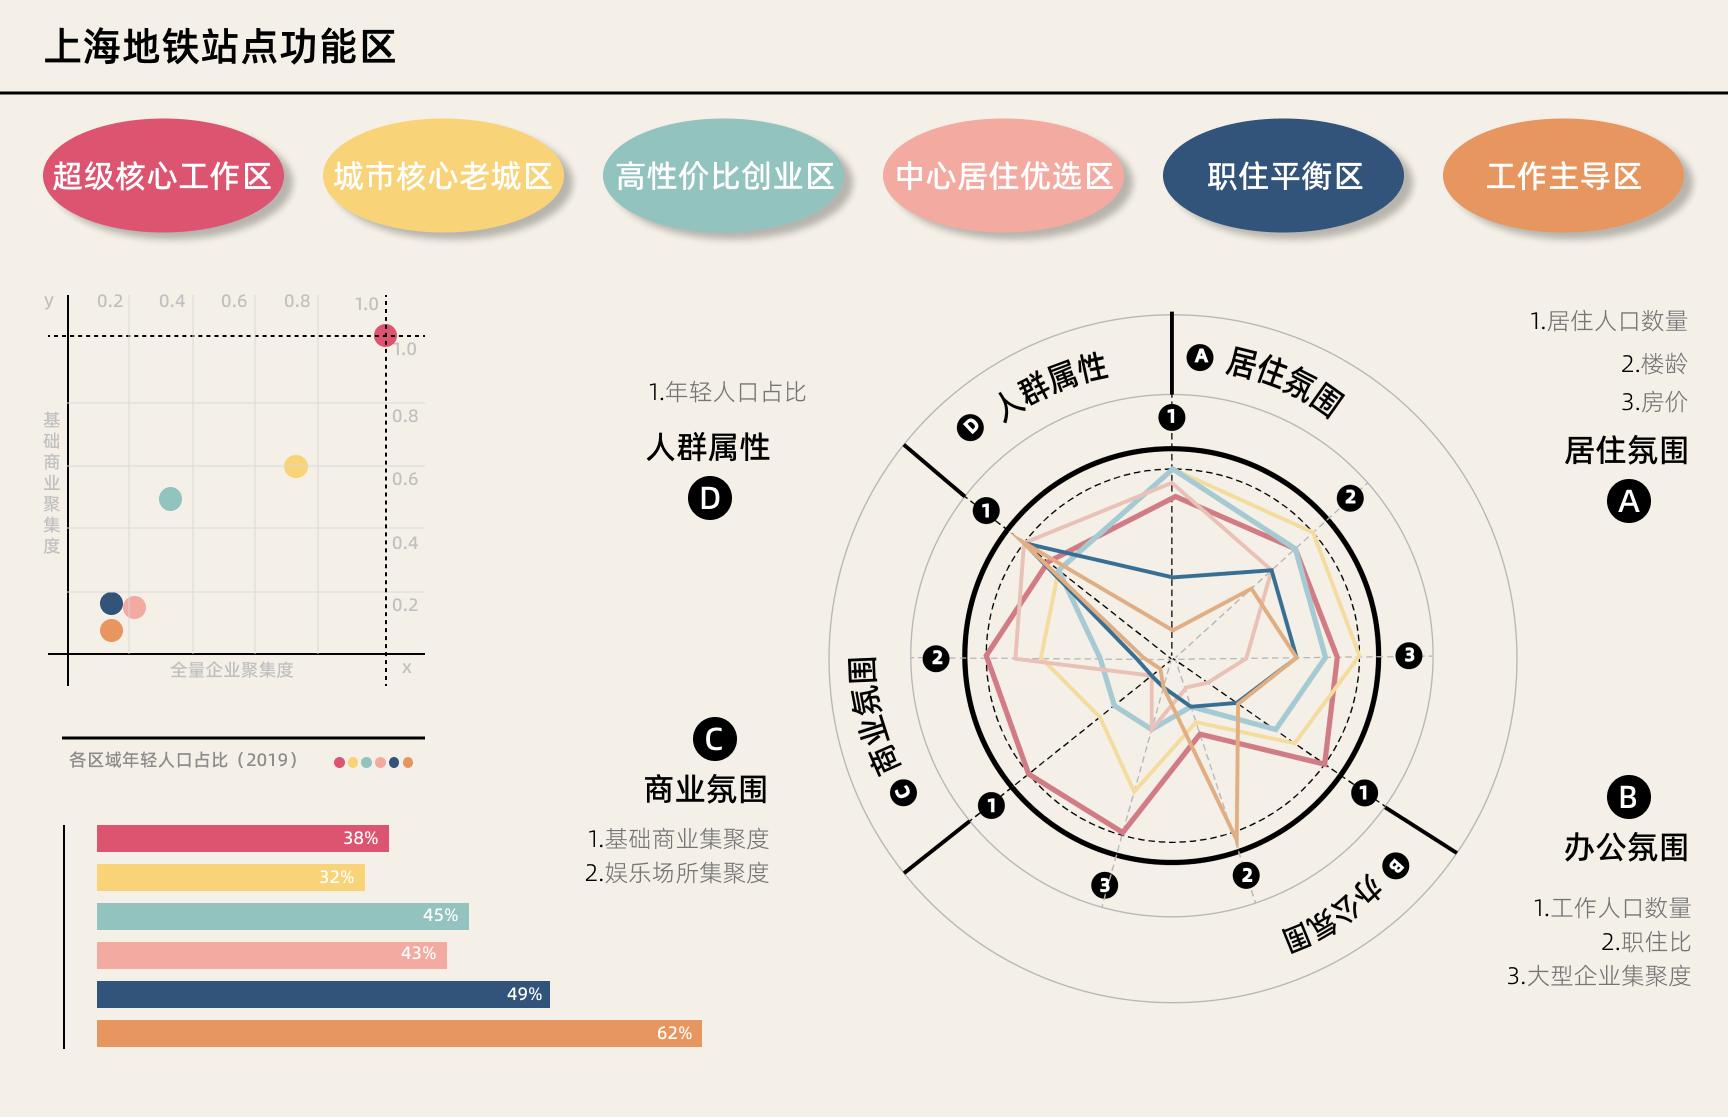 上海地铁站点功能区
超级核心工作区
城市核心老城区
高性价比创业区
中心居住优选区
职住平衡区
工作主导区
y
0.2
0.4
0.6
0.8
1.0
1.0
0.8
0.6
0.4
0.2
基础商业聚集度
全量企业聚集度
x
各区域年轻人口占比（2019）
38%
32%
45%
43%
49%
62%
1.年轻人口占比
人群属性
D
C
商业氛围
1.基础商业集聚度
2.娱乐场所集聚度
D 人群属性
A 居住氛围
1
2
3
1
B 办公氛围
2
3
1
C 商业氛围
2
1
1.居住人口数量
2.楼龄
3.房价
居住氛围
A
B
办公氛围
1.工作人口数量
2.职住比
3.大型企业集聚度